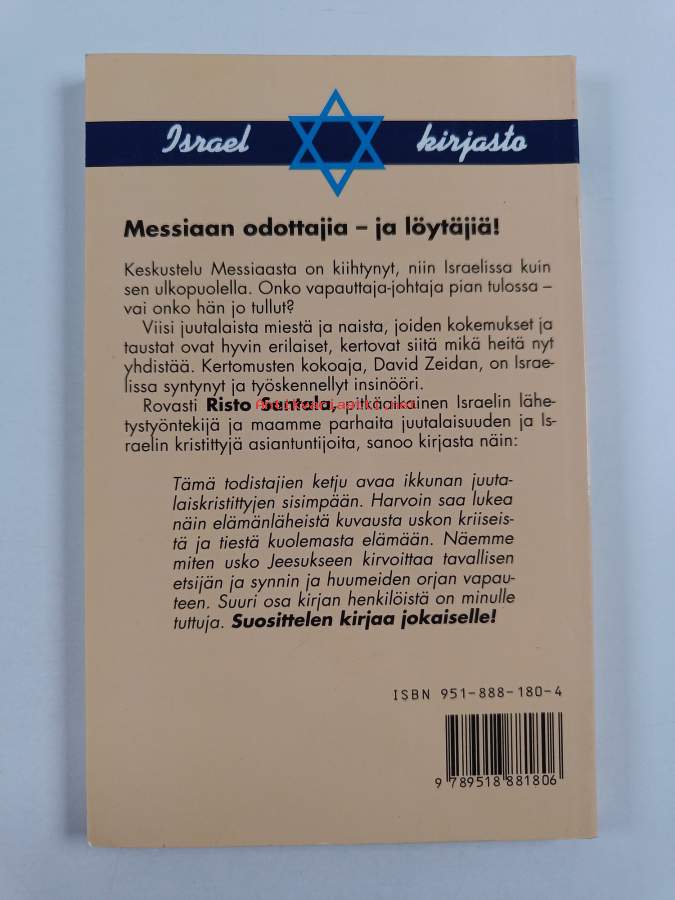 Israel kirjasto
Messiaan odottajia – ja löytäjiä!
Keskustelu Messiaasta on kiihtynyt, niin Israelissa kuin
sen ulkopuolella. Onko vapauttaja-johtaja pian tulossa –
vai onko hän jo tullut?
Viisi juutalaista miestä ja naista, joiden kokemukset ja
taustat ovat hyvin erilaiset, kertovat siitä mikä heitä nyt
yhdistää. Kertomusten kokoaja, David Zeidan, on Israe-
lissa syntynyt ja työskennellyt insinööri.
Rovasti Risto Santala, pitkäaikainen Israelin lähe-
tystyöntekijä ja maamme parhaita juutalaisuuden ja Is-
raelin kristittyjä asiantuntijoita, sanoo kirjasta näin:
Tämä todistajien ketju avaa ikkunan juuta-
laiskristittyjen sisimpään. Harvoin saa lukea
näin elämänläheistä kuvausta uskon kriiseis-
tä ja tiestä kuolemasta elämään. Näemme
miten usko Jeesukseen kirvoittaa tavallisen
etsijän ja synnin ja huumeiden orjan vapau-
teen. Suuri osa kirjan henkilöistä on minulle
tuttuja. Suosittelen kirjaa jokaiselle!
ISBN 951-888-180-4
9 789518 881806